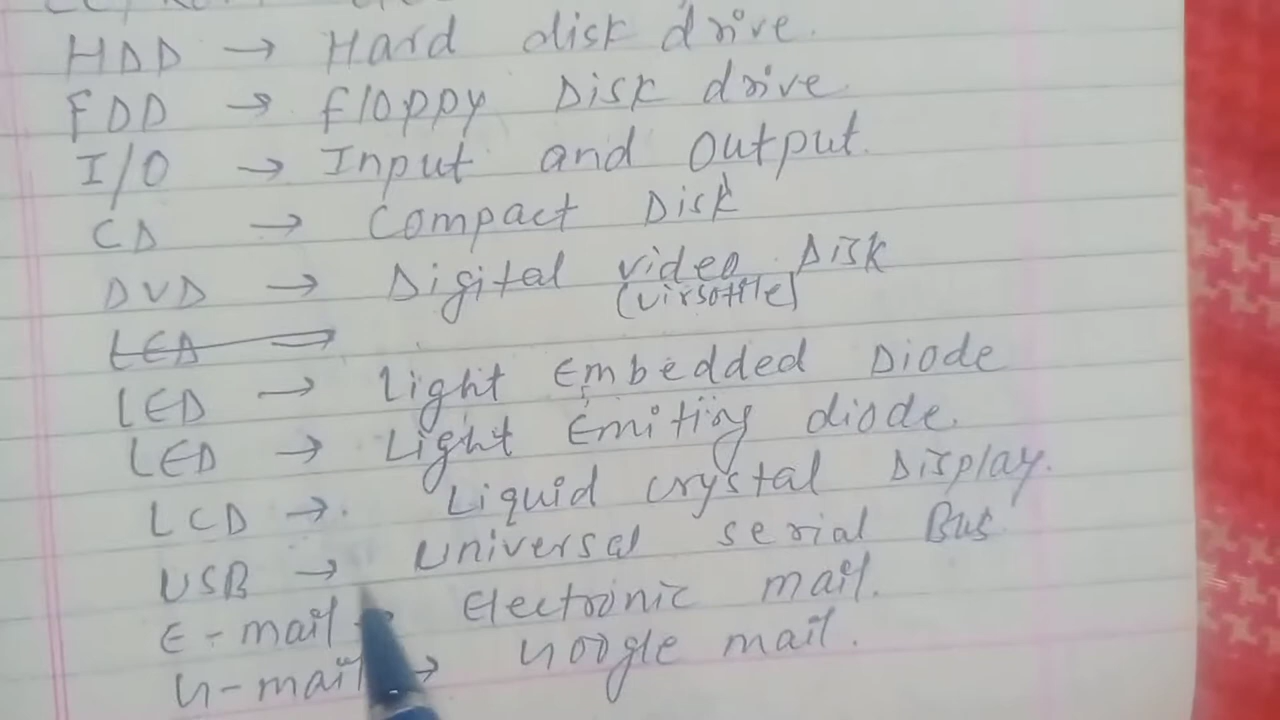 HDD → Hard disk drive.
FDD → Floppy Disk drive
I/O → Input and output.
CD → Compact Disk
DVD → Digital video Disk
(virsattle)
LED →
LED → Light Embedded Diode
LED → Light Emiting diode.
LCD → Liquid crystal Display.
USB → Universal serial Bus
E-mail → Electronic mail.
G-mail → Google mail.